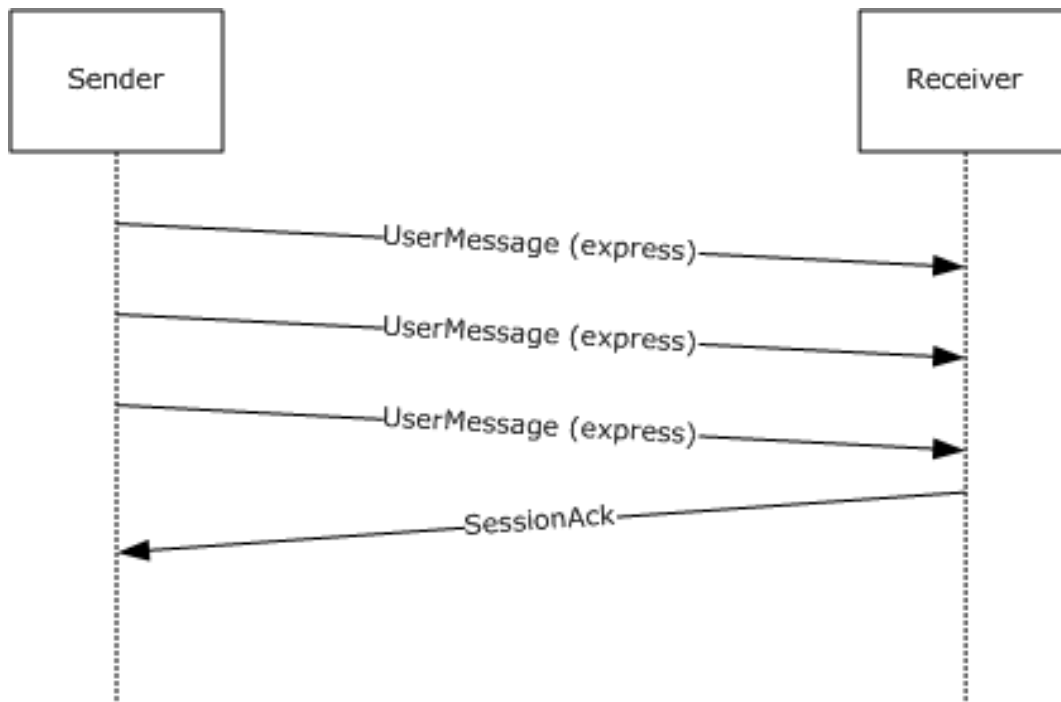 Sender
Receiver
UserMessage (express)
UserMessage (express)
UserMessage (express)
SessionAck